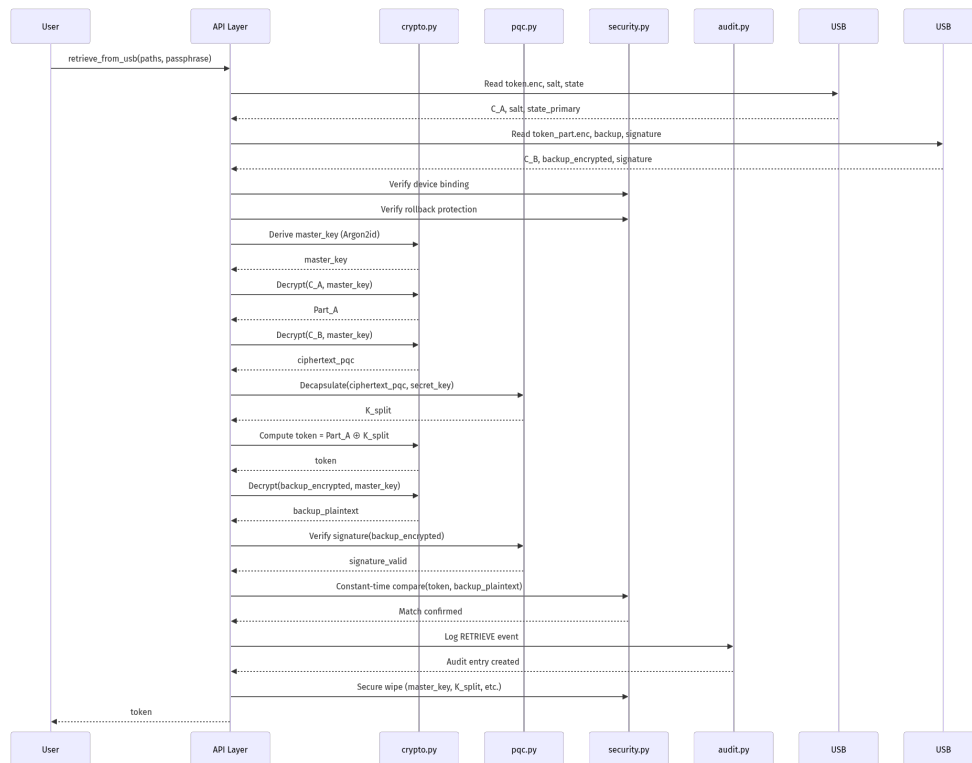 User API Layer crypto.py pqc.py security.py audit.py USB USB
retrieve_from_usb(paths, passphrase)
Read token.enc, salt, state
C_A, salt, state_primary
Read token_part.enc, backup, signature
C_B, backup_encrypted, signature
Verify device binding
Verify rollback protection
Derive master_key (Argon2id)
master_key
Decrypt(C_A, master_key)
Part_A
Decrypt(C_B, master_key)
ciphertext_pqc
Decapsulate(ciphertext_pqc, secret_key)
K_split
Compute token = Part_A ⊕ K_split
token
Decrypt(backup_encrypted, master_key)
backup_plaintext
Verify signature(backup_encrypted)
signature_valid
Constant-time compare(token, backup_plaintext)
Match confirmed
Log RETRIEVE event
Audit entry created
Secure wipe (master_key, K_split, etc.)
token
User API Layer crypto.py pqc.py security.py audit.py USB USB